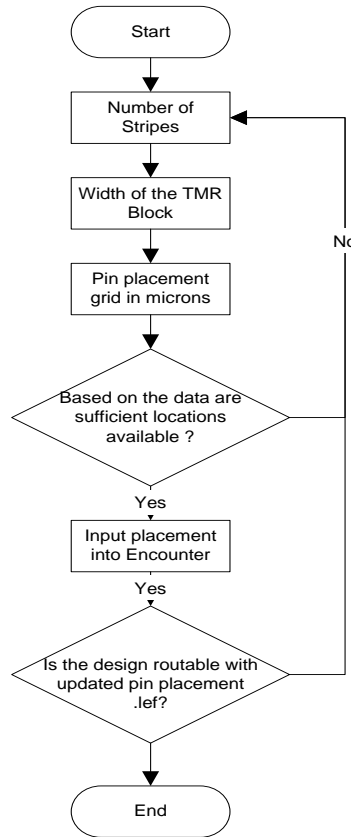 Start
Number of
Stripes
Width of the TMR
Block
No
Pin placement
grid in microns
Based on the data are
sufficient locations
available ?
Yes
Input placement
into Encounter
Yes
Is the design routable with
updated pin placement
.lef?
End